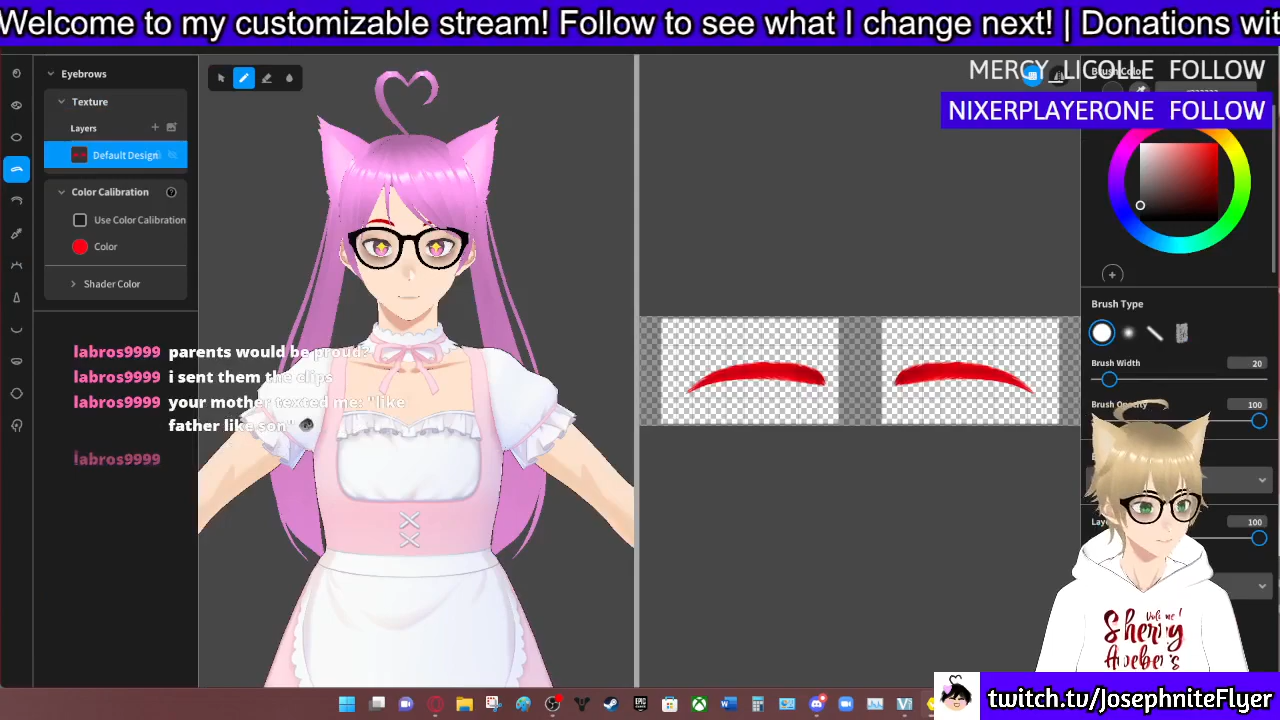 Welcome to my customizable stream! Follow to see what I change next! | Donations wit
MERCY_LIGOLLE FOLLOW
NIXERPLAYERONE FOLLOW
Eyebrows
Texture
Layers
Default Design
Color Calibration
Use Color Calibration
Color
Shader Color
labros9999 parents would be proud?
labros9999 i sent them the clips
labros9999 your mother texted me: "like
father like son"
labros9999
Brush Type
Brush Width 20
Brush Opacity 100
100
Sherry
twitch.tv/JosephniteFlyer